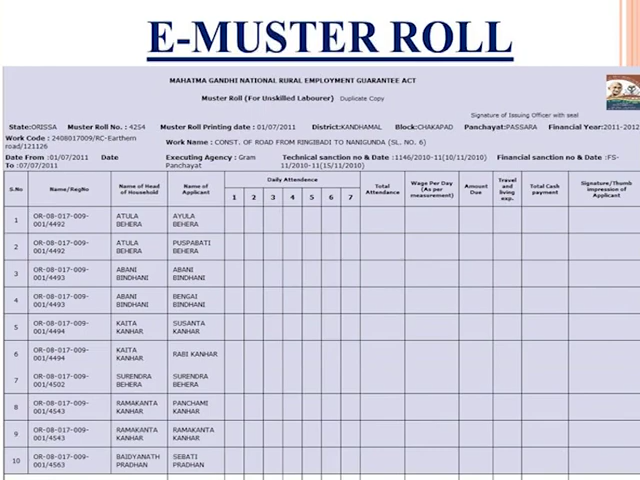 E-MUSTER ROLL
MAHATMA GANDHI NATIONAL RURAL EMPLOYMENT GUARANTEE ACT
Muster Roll (For Unskilled Labourer) Duplicate Copy
Signature of Issuing Officer with seal
State:ORISSA Muster Roll No. : 4254 Muster Roll Printing date : 01/07/2011 District:KANDHAMAL Block:CHAKAPAD Panchayat:PASSARA Financial Year:2011-2012
Work Code : 2408017009/RC-Earthern road/121126 Work Name : CONST. OF ROAD FROM RINGIBADI TO NANIGUNDA (SL. NO. 6)
Date From :01/07/2011 Date To :07/07/2011 Executing Agency : Gram Panchayat Technical sanction no & Date :1146/2010-11(10/11/2010) Financial sanction no & Date :FS-11/2010-11(15/11/2010)
S.No Name/RegNo Name of Head of Household Name of Applicant Daily Attendence 1 2 3 4 5 6 7 Total Attendance Wage Per Day (As per measurement) Amount Due Travel and living exp. Total Cash payment Signature/Thumb impression of Applicant
1 OR-08-017-009-001/4492 ATULA BEHERA AYULA BEHERA
2 OR-08-017-009-001/4492 ATULA BEHERA PUSPABATI BEHERA
3 OR-08-017-009-001/4493 ABANI BINDHANI ABANI BINDHANI
4 OR-08-017-009-001/4493 ABANI BINDHANI BENGAI BINDHANI
5 OR-08-017-009-001/4494 KAITA KANHAR SUSANTA KANHAR
6 OR-08-017-009-001/4494 KAITA KANHAR RABI KANHAR
7 OR-08-017-009-001/4502 SURENDRA BEHERA SURENDRA BEHERA
8 OR-08-017-009-001/4543 RAMAKANTA KANHAR PANCHAMI KANHAR
9 OR-08-017-009-001/4543 RAMAKANTA KANHAR RAMAKANTA KANHAR
10 OR-08-017-009-001/4563 BAIDYANATH PRADHAN SEBATI PRADHAN